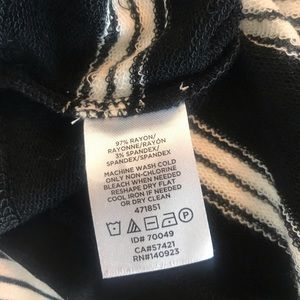 97% RAYON/
RAYONNE/RAYON
3% SPANDEX/
SPANDEX/SPANDEX
MACHINE WASH COLD
ONLY NON-CHLORINE
BLEACH WHEN NEEDED
RESHAPE DRY FLAT
COOL IRON IF NEEDED
OR DRY CLEAN
471851
ID# 70049
CA#57421
RN#140923